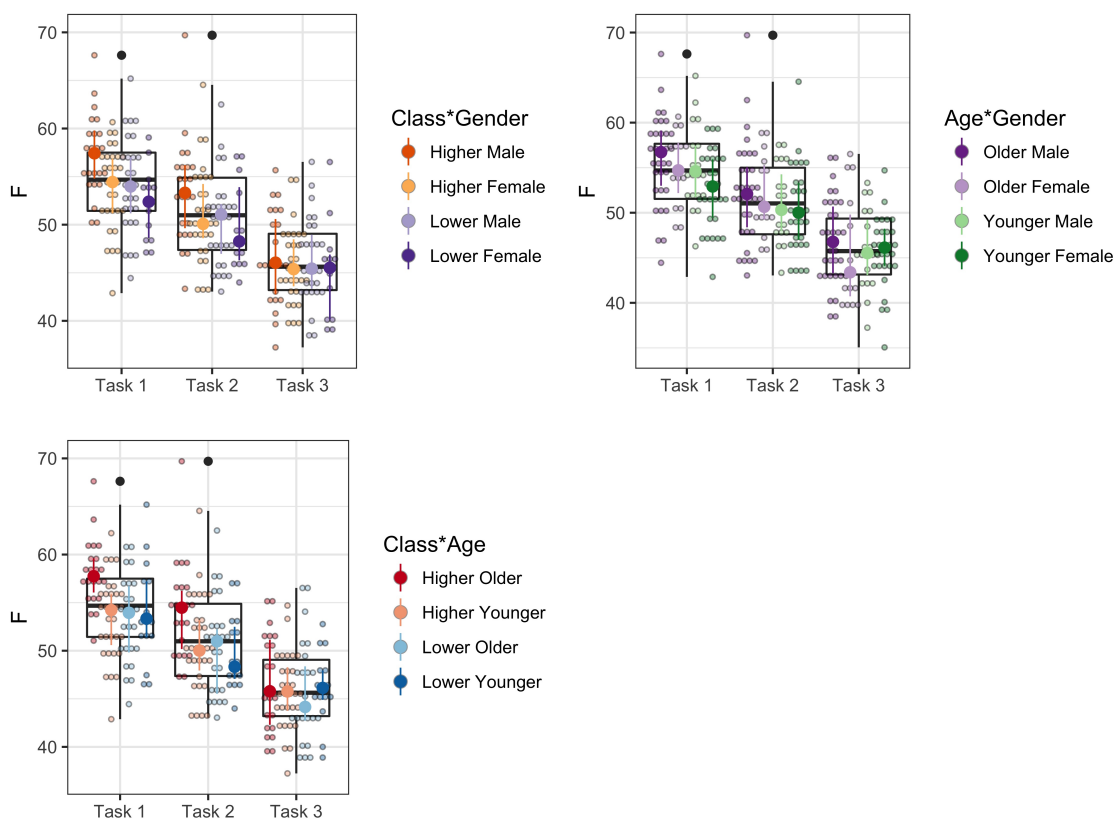 70
60
50
40
F
Task 1 Task 2 Task 3
Class*Gender
Higher Male
Higher Female
Lower Male
Lower Female
70
60
50
40
F
Task 1 Task 2 Task 3
Age*Gender
Older Male
Older Female
Younger Male
Younger Female
70
60
50
40
F
Task 1 Task 2 Task 3
Class*Age
Higher Older
Higher Younger
Lower Older
Lower Younger